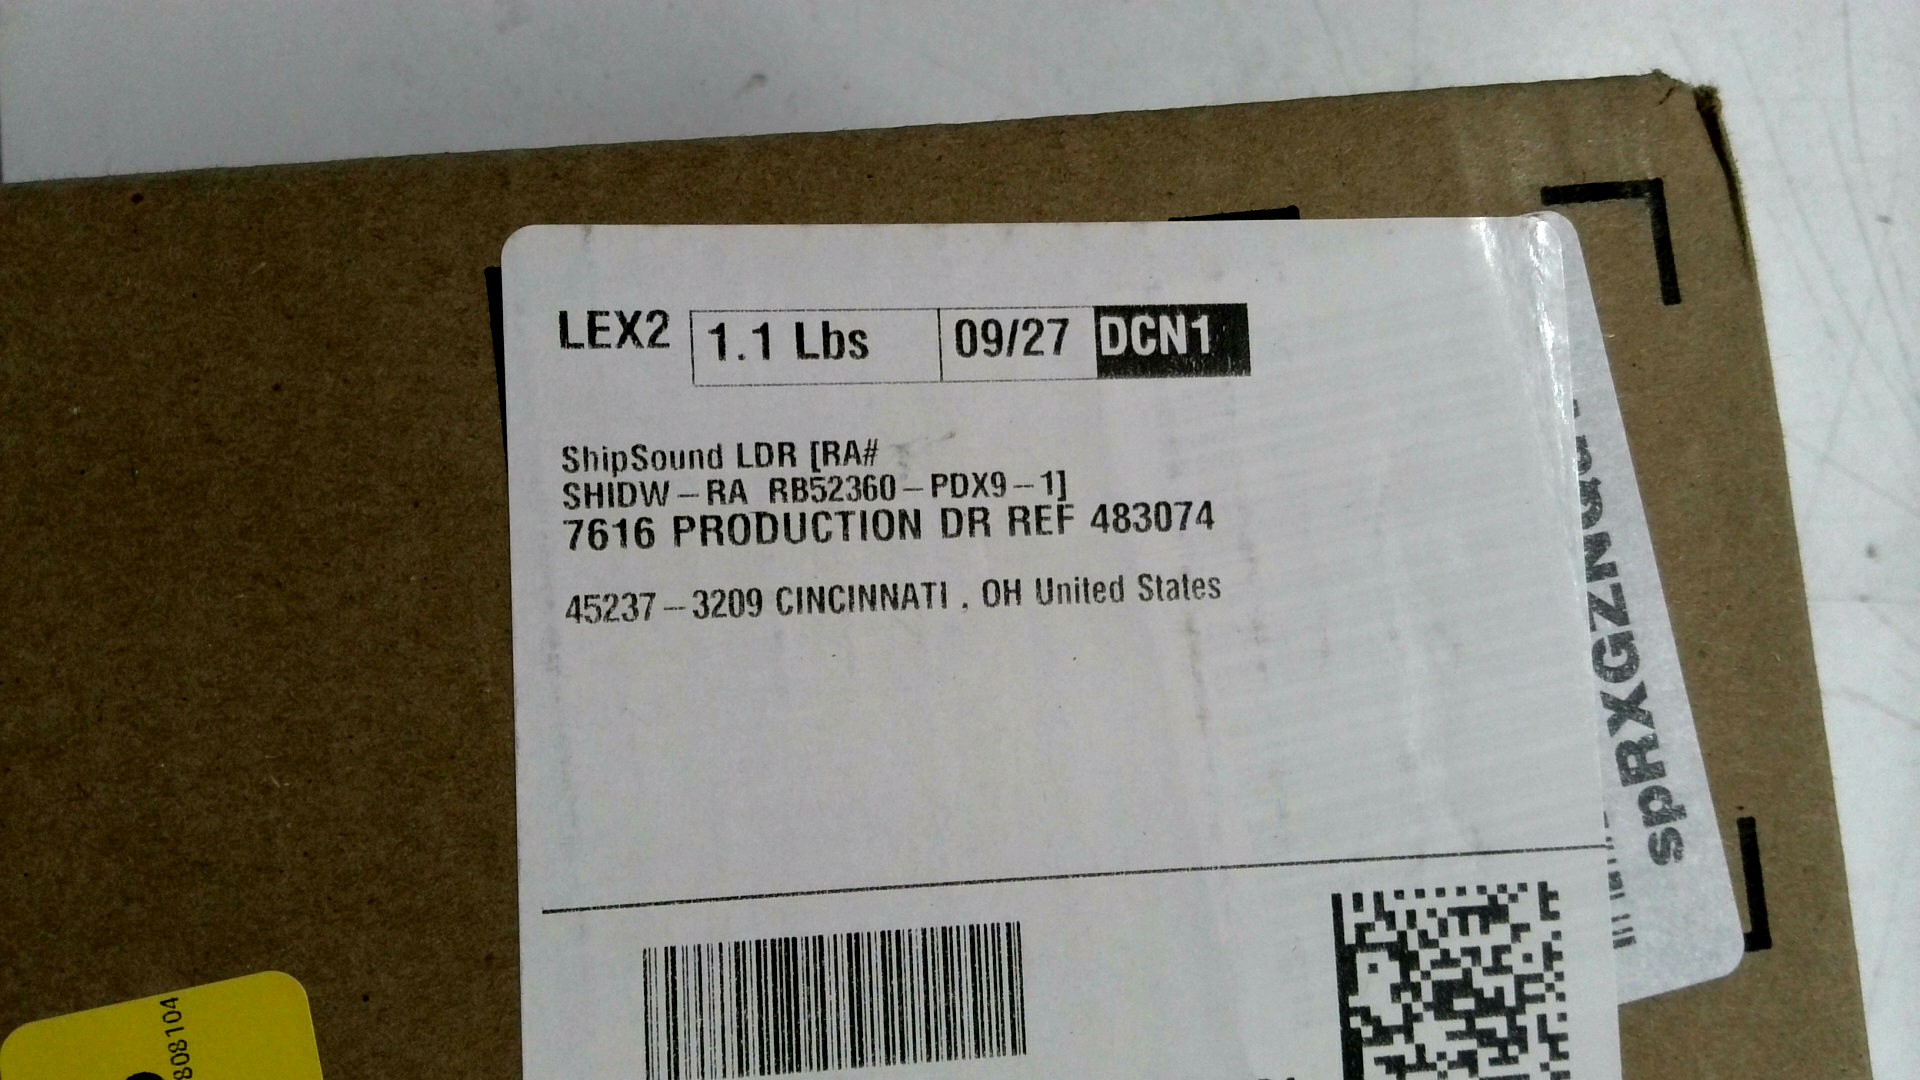 LEX2 1.1 Lbs 09/27 DCN1
ShipSound LDR [RA#
SHIDW-RA RB52360-PDX9-1]
7616 PRODUCTION DR REF 483074
45237-3209 CINCINNATI , OH United States
808104